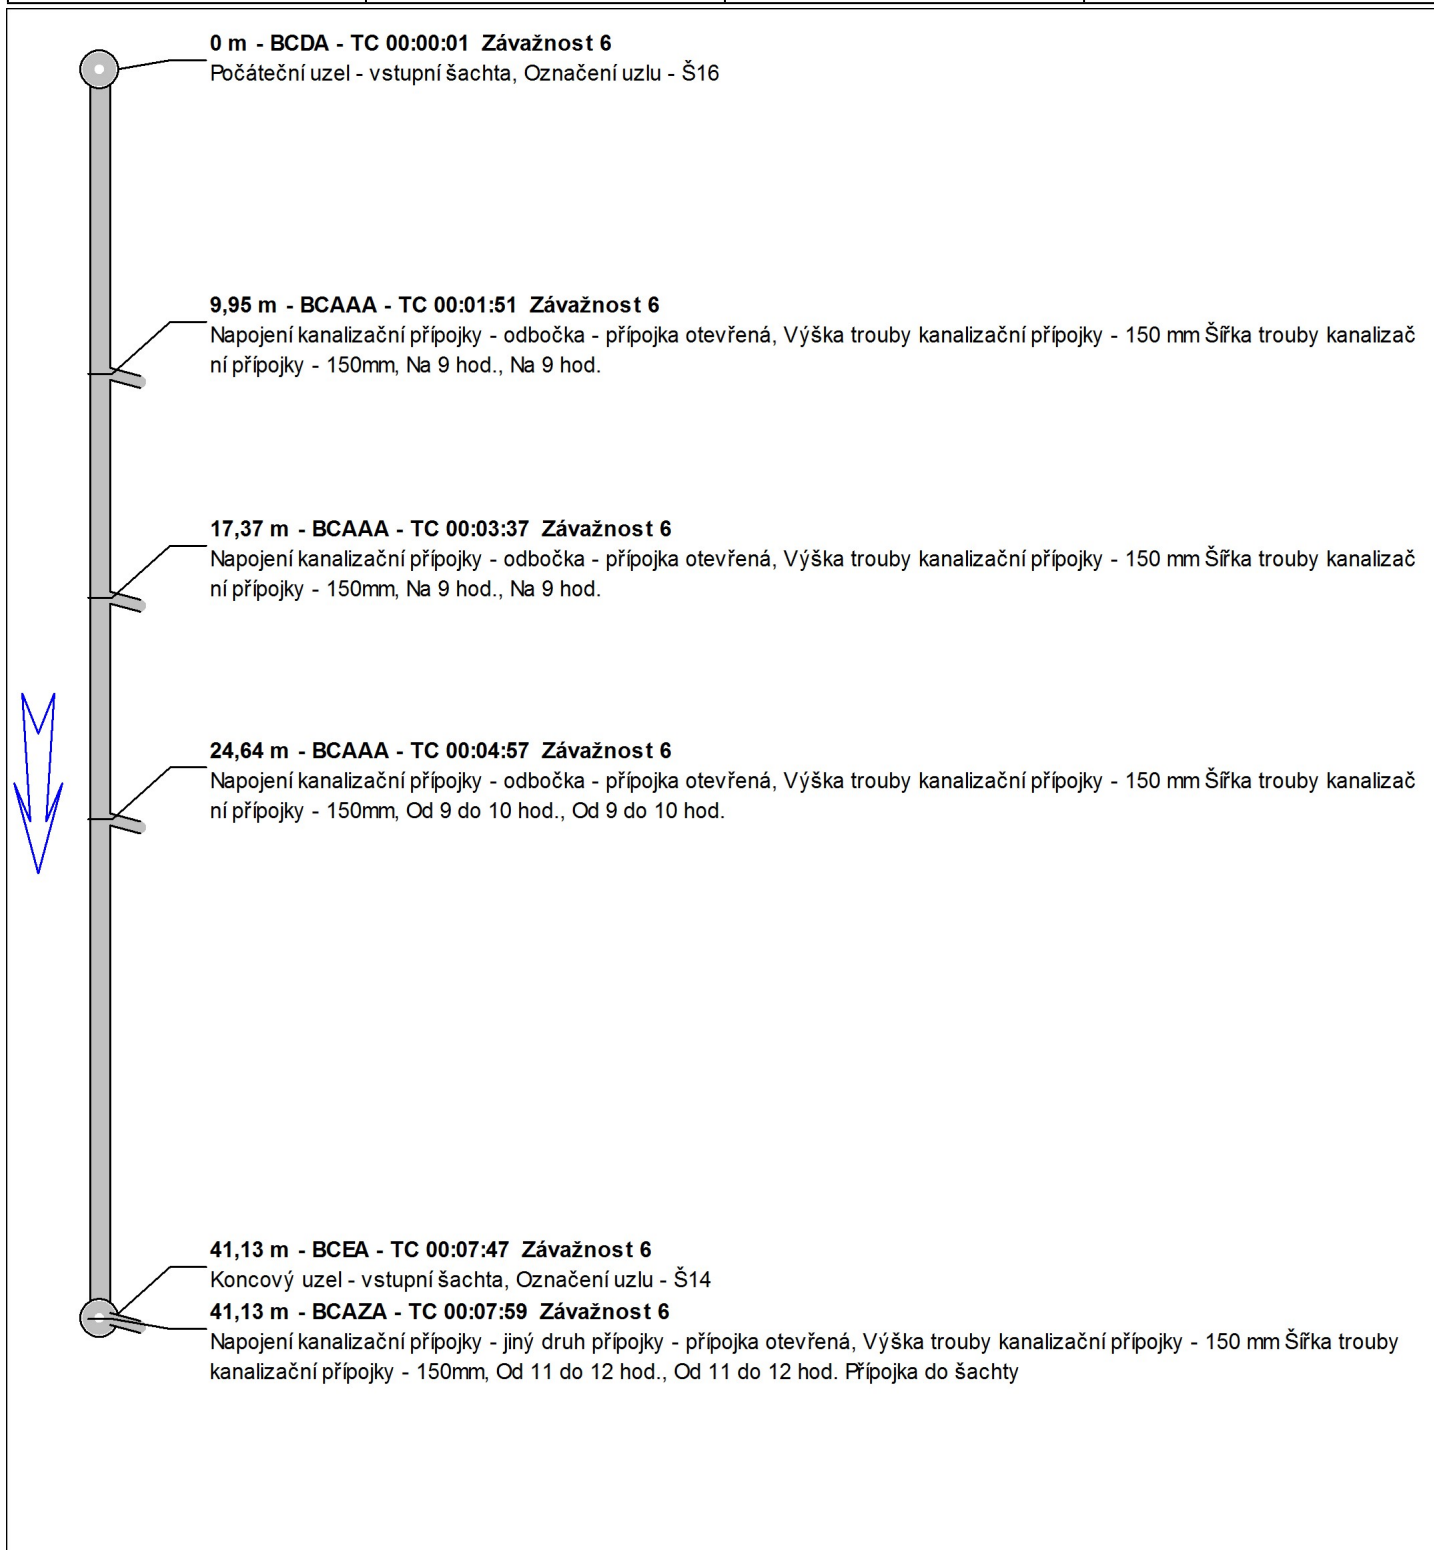 0 m - BCDA - TC 00:00:01 Závažnost 6
Počáteční uzel - vstupní šachta, Označení uzlu - Š16
9,95 m - BCAAA - TC 00:01:51 Závažnost 6
Napojení kanalizační přípojky - odbočka - přípojka otevřená, Výška trouby kanalizační přípojky - 150 mm Šířka trouby kanalizač
ní přípojky - 150mm, Na 9 hod., Na 9 hod.
17,37 m - BCAAA - TC 00:03:37 Závažnost 6
Napojení kanalizační přípojky - odbočka - přípojka otevřená, Výška trouby kanalizační přípojky - 150 mm Šířka trouby kanalizač
ní přípojky - 150mm, Na 9 hod., Na 9 hod.
24,64 m - BCAAA - TC 00:04:57 Závažnost 6
Napojení kanalizační přípojky - odbočka - přípojka otevřená, Výška trouby kanalizační přípojky - 150 mm Šířka trouby kanalizač
ní přípojky - 150mm, Od 9 do 10 hod., Od 9 do 10 hod.
41,13 m - BCEA - TC 00:07:47 Závažnost 6
Koncový uzel - vstupní šachta, Označení uzlu - Š14
41,13 m - BCAZA - TC 00:07:59 Závažnost 6
Napojení kanalizační přípojky - jiný druh přípojky - přípojka otevřená, Výška trouby kanalizační přípojky - 150 mm Šířka trouby
kanalizační přípojky - 150mm, Od 11 do 12 hod., Od 11 do 12 hod. Přípojka do šachty